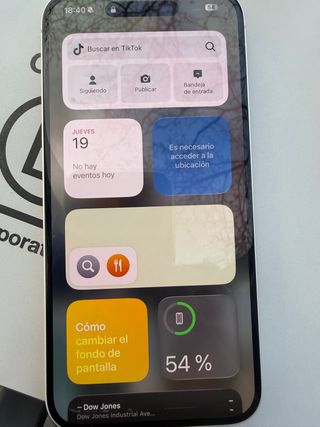 18:40
54
Buscar en TikTok
Siguiendo
Publicar
Bandeja
de entrada
JUEVES
19
No hay
eventos hoy
Es necesario
acceder a la
ubicación
Cómo
cambiar el
fondo de
pantalla
54 %
– Dow Jones
Dow Jones Industrial Ave...